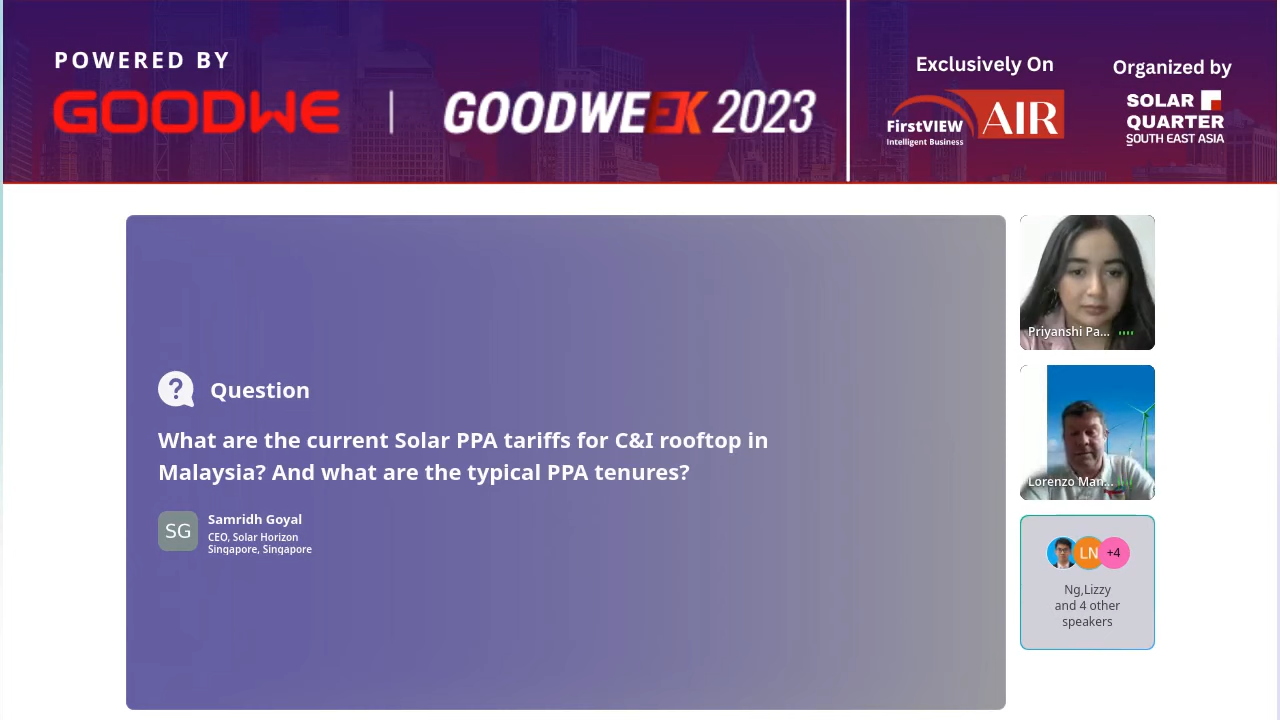 POWERED BY
GOODWE
GOODWEEK 2023
Exclusively On
FirstVIEW
Intelligent Business
AIR
Organized by
SOLAR
QUARTER
SOUTH EAST ASIA
Question
What are the current Solar PPA tariffs for C&I rooftop in
Malaysia? And what are the typical PPA tenures?
SG
Samridh Goyal
CEO, Solar Horizon
Singapore, Singapore
Priyanshi Pa...
Lorenzo Man...
LN
+4
Ng,Lizzy
and 4 other
speakers